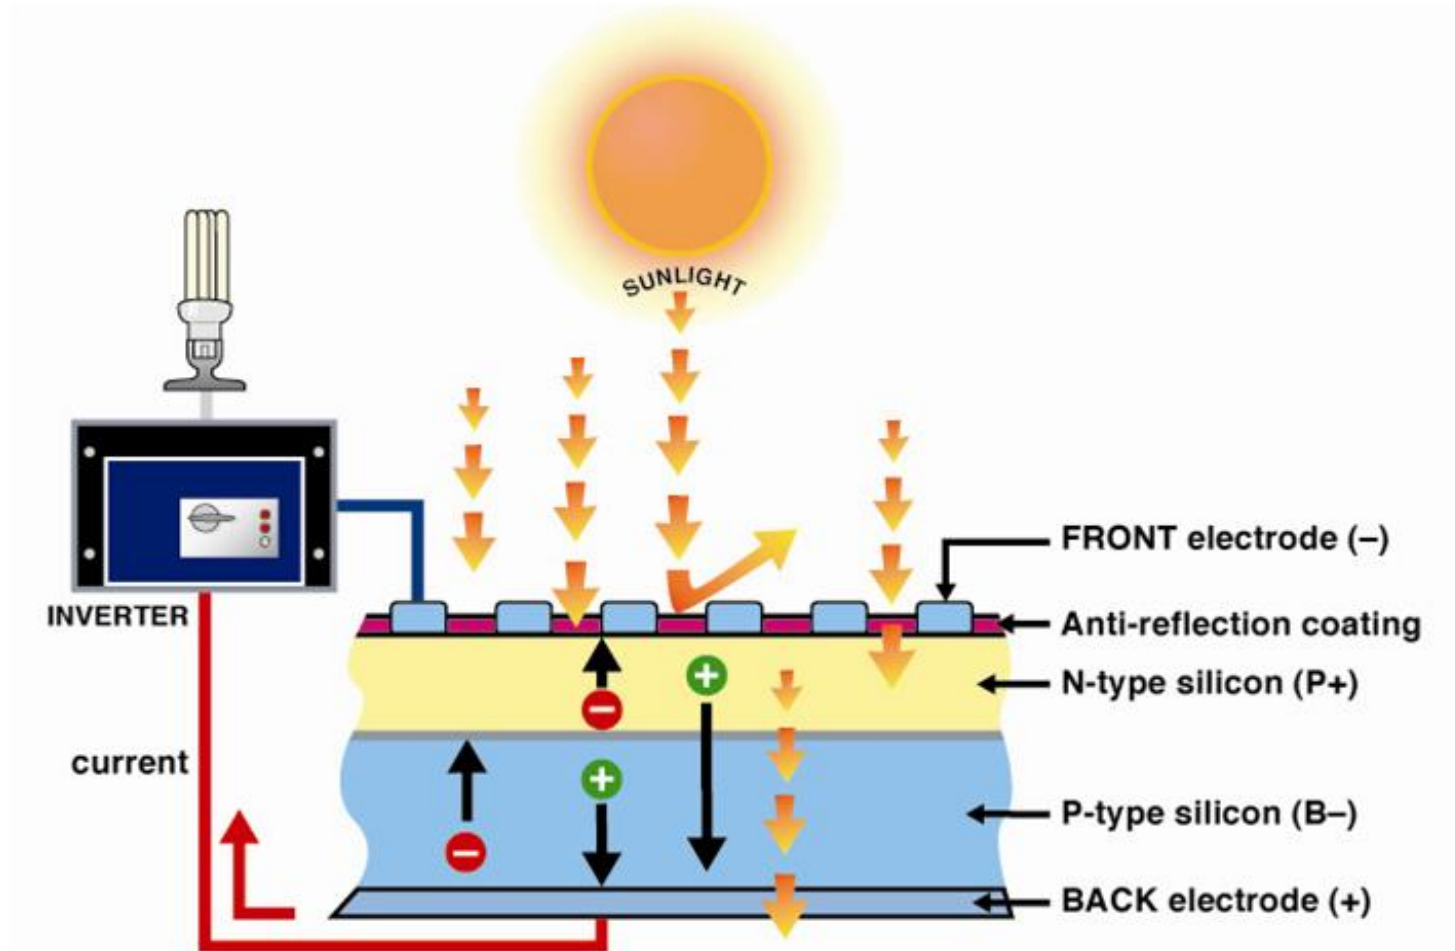 SUNLIGHT
FRONT electrode (–)
INVERTER
Anti-reflection coating
N-type silicon (P+)
current
P-type silicon (B–)
BACK electrode (+)